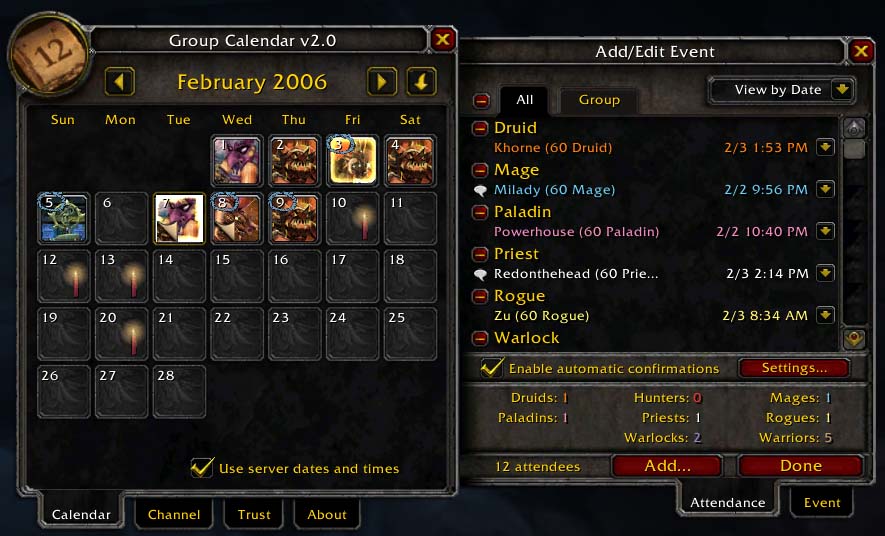 12
Group Calendar v2.0
February 2006
Sun Mon Tue Wed Thu Fri Sat
1 2 3 4
5 6 7 8 9 10 11
12 13 14 15 16 17 18
19 20 21 22 23 24 25
26 27 28
Use server dates and times
Calendar Channel Trust About
Add/Edit Event
All Group View by Date
Druid
Khorne (60 Druid) 2/3 1:53 PM
Mage
Milady (60 Mage) 2/2 9:56 PM
Paladin
Powerhouse (60 Paladin) 2/2 10:40 PM
Priest
Redonthehead (60 Prie... 2/3 2:14 PM
Rogue
Zu (60 Rogue) 2/3 8:34 AM
Warlock
Enable automatic confirmations Settings...
Druids: 1 Hunters: 0 Mages: 1
Paladins: 1 Priests: 1 Rogues: 1
Warlocks: 2 Warriors: 5
12 attendees Add... Done
Attendance Event